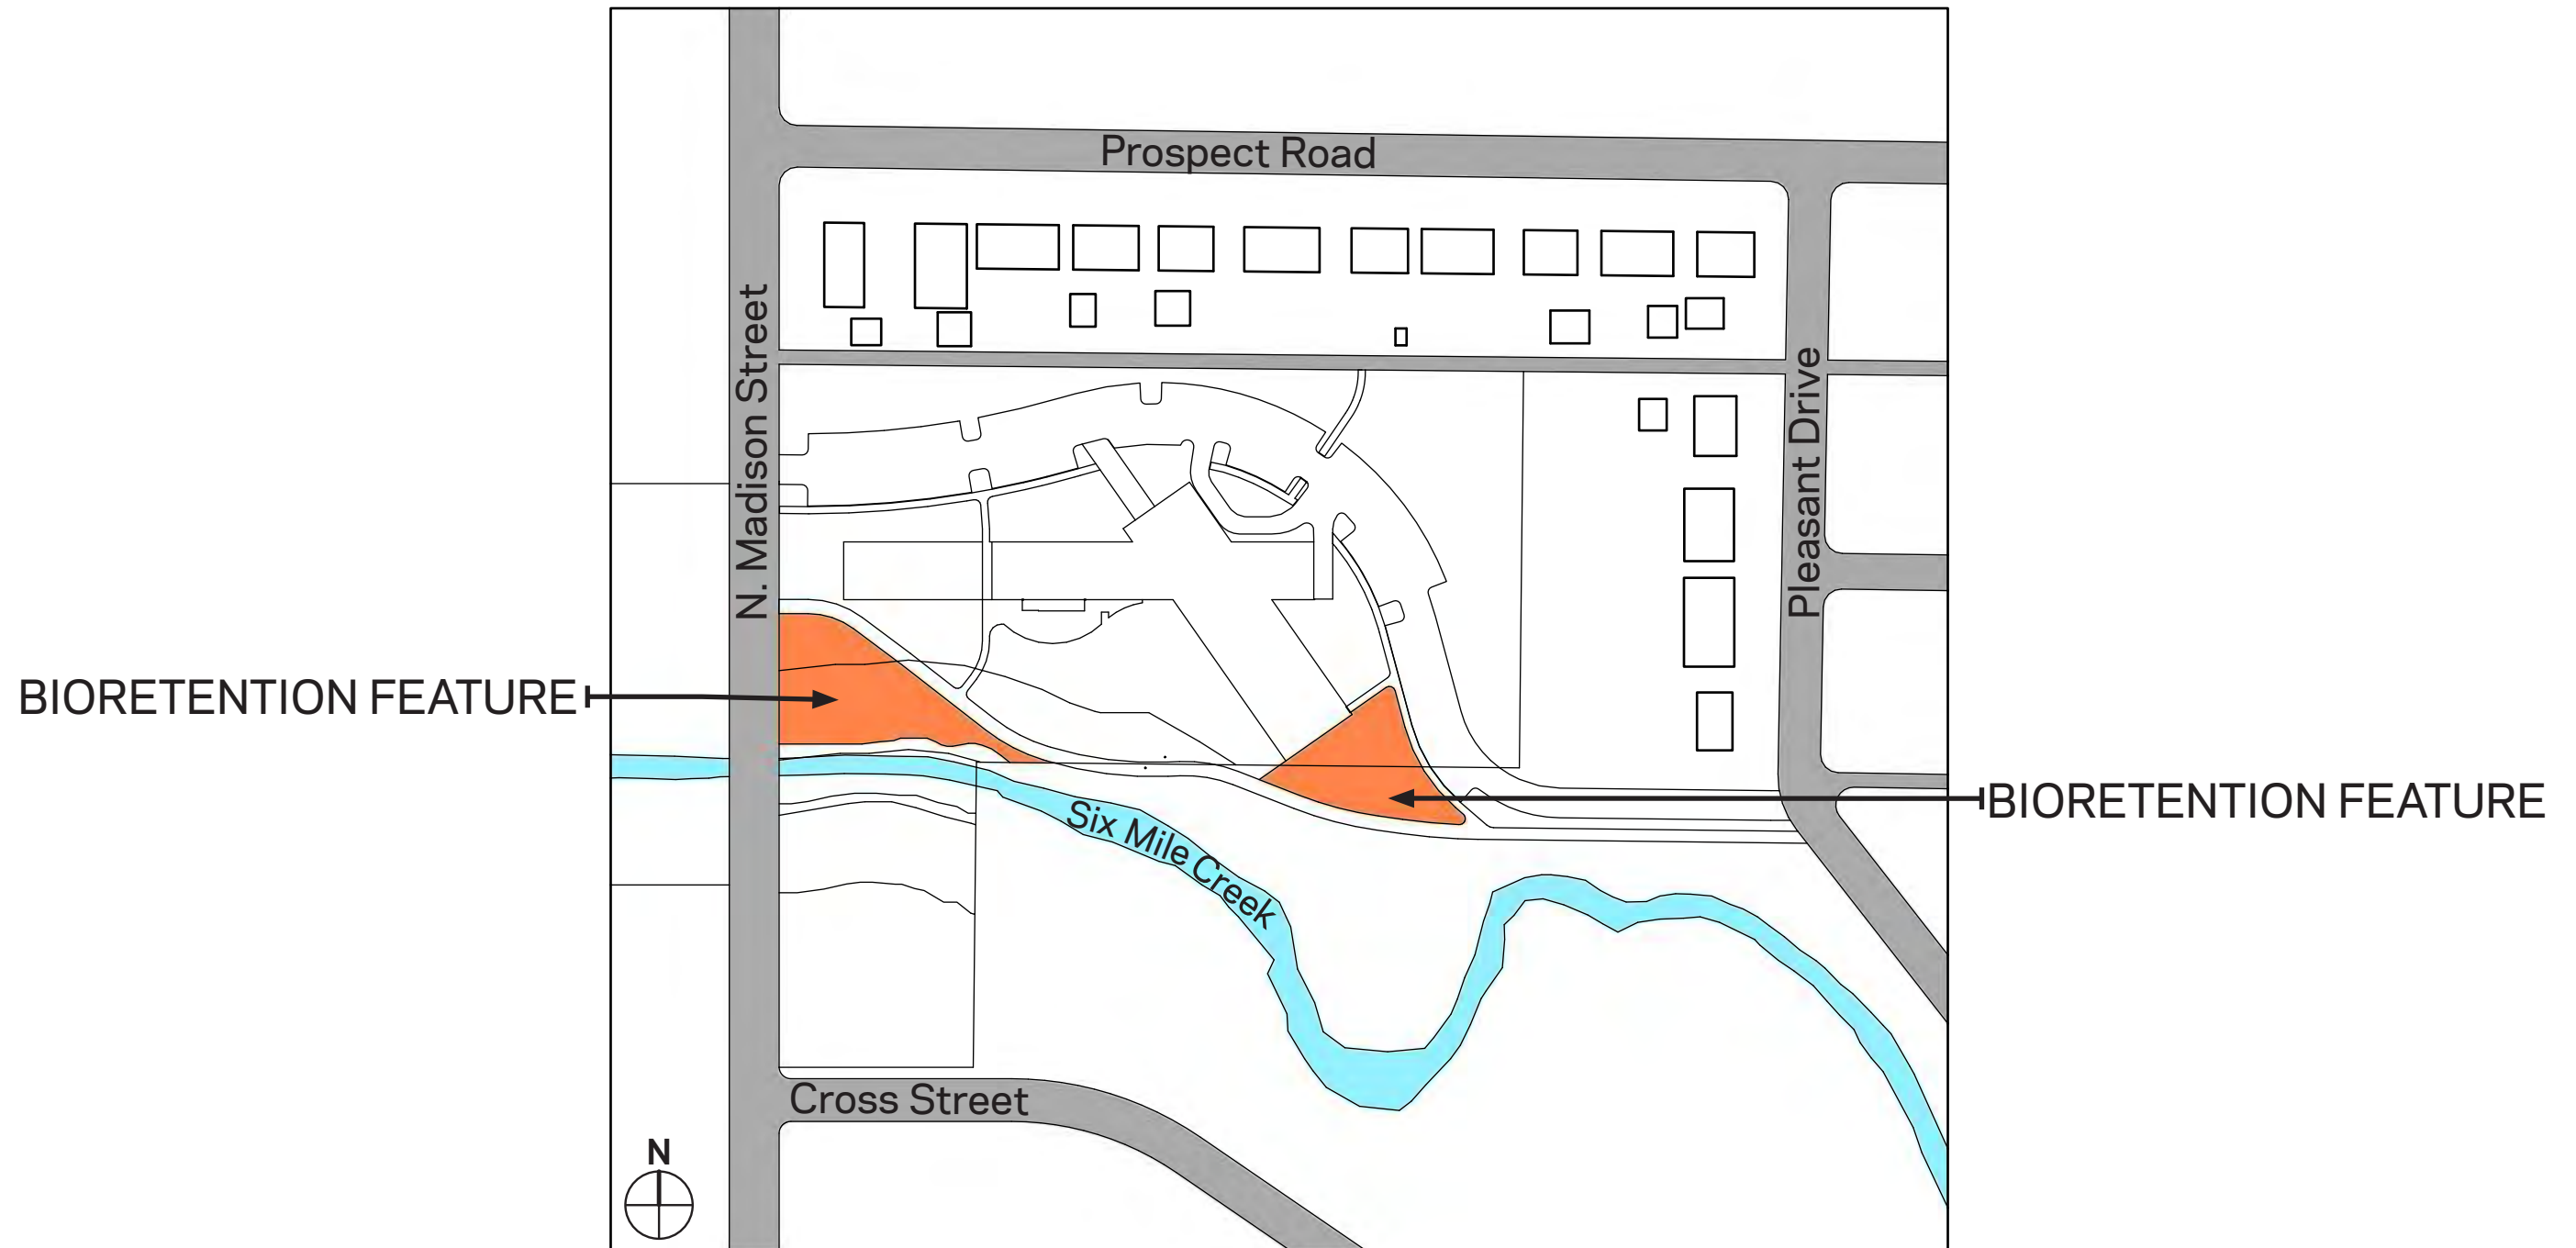 Prospect Road
N. Madison Street
Pleasant Drive
BIORETENTION FEATURE
BIORETENTION FEATURE
Six Mile Creek
Cross Street
N